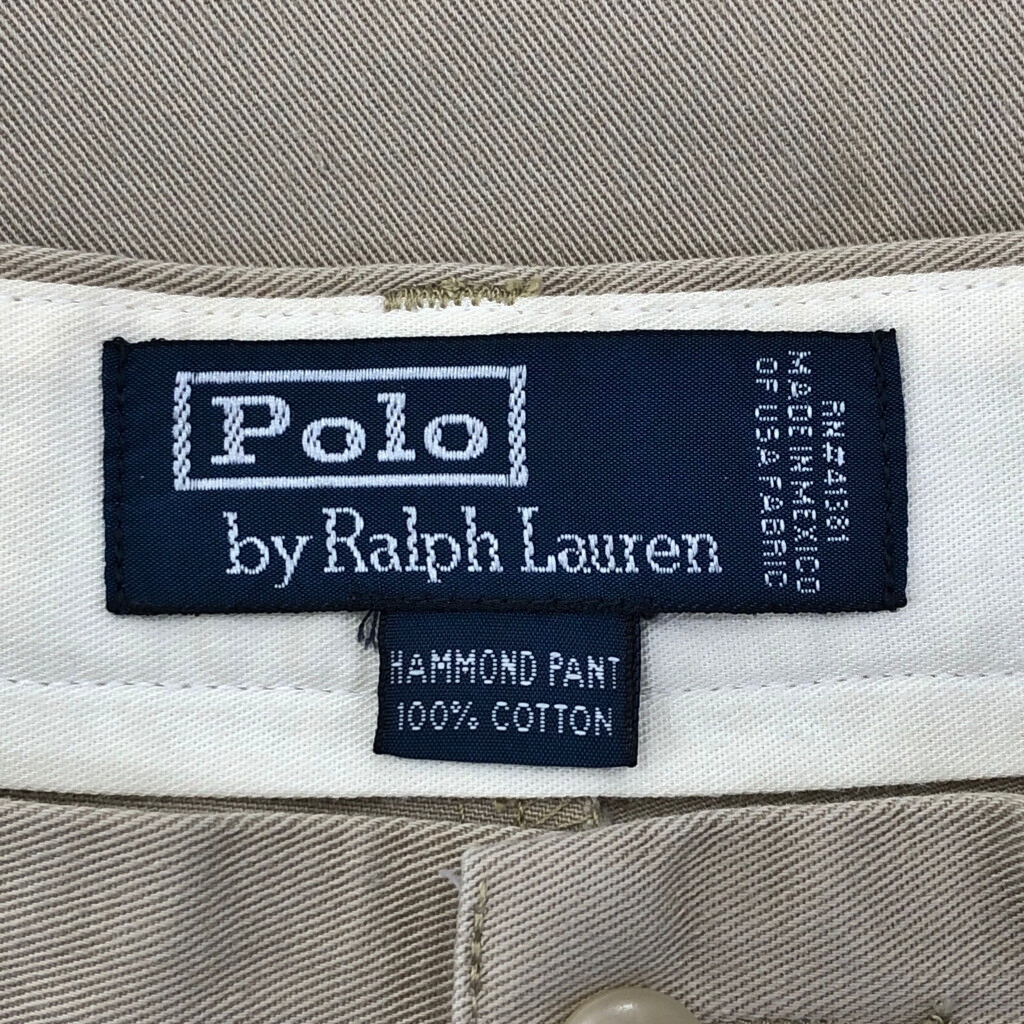 Polo
by Ralph Lauren
RN#41381
MADE IN MEXICO
OF USA FABRIC
HAMMOND PANT
100% COTTON